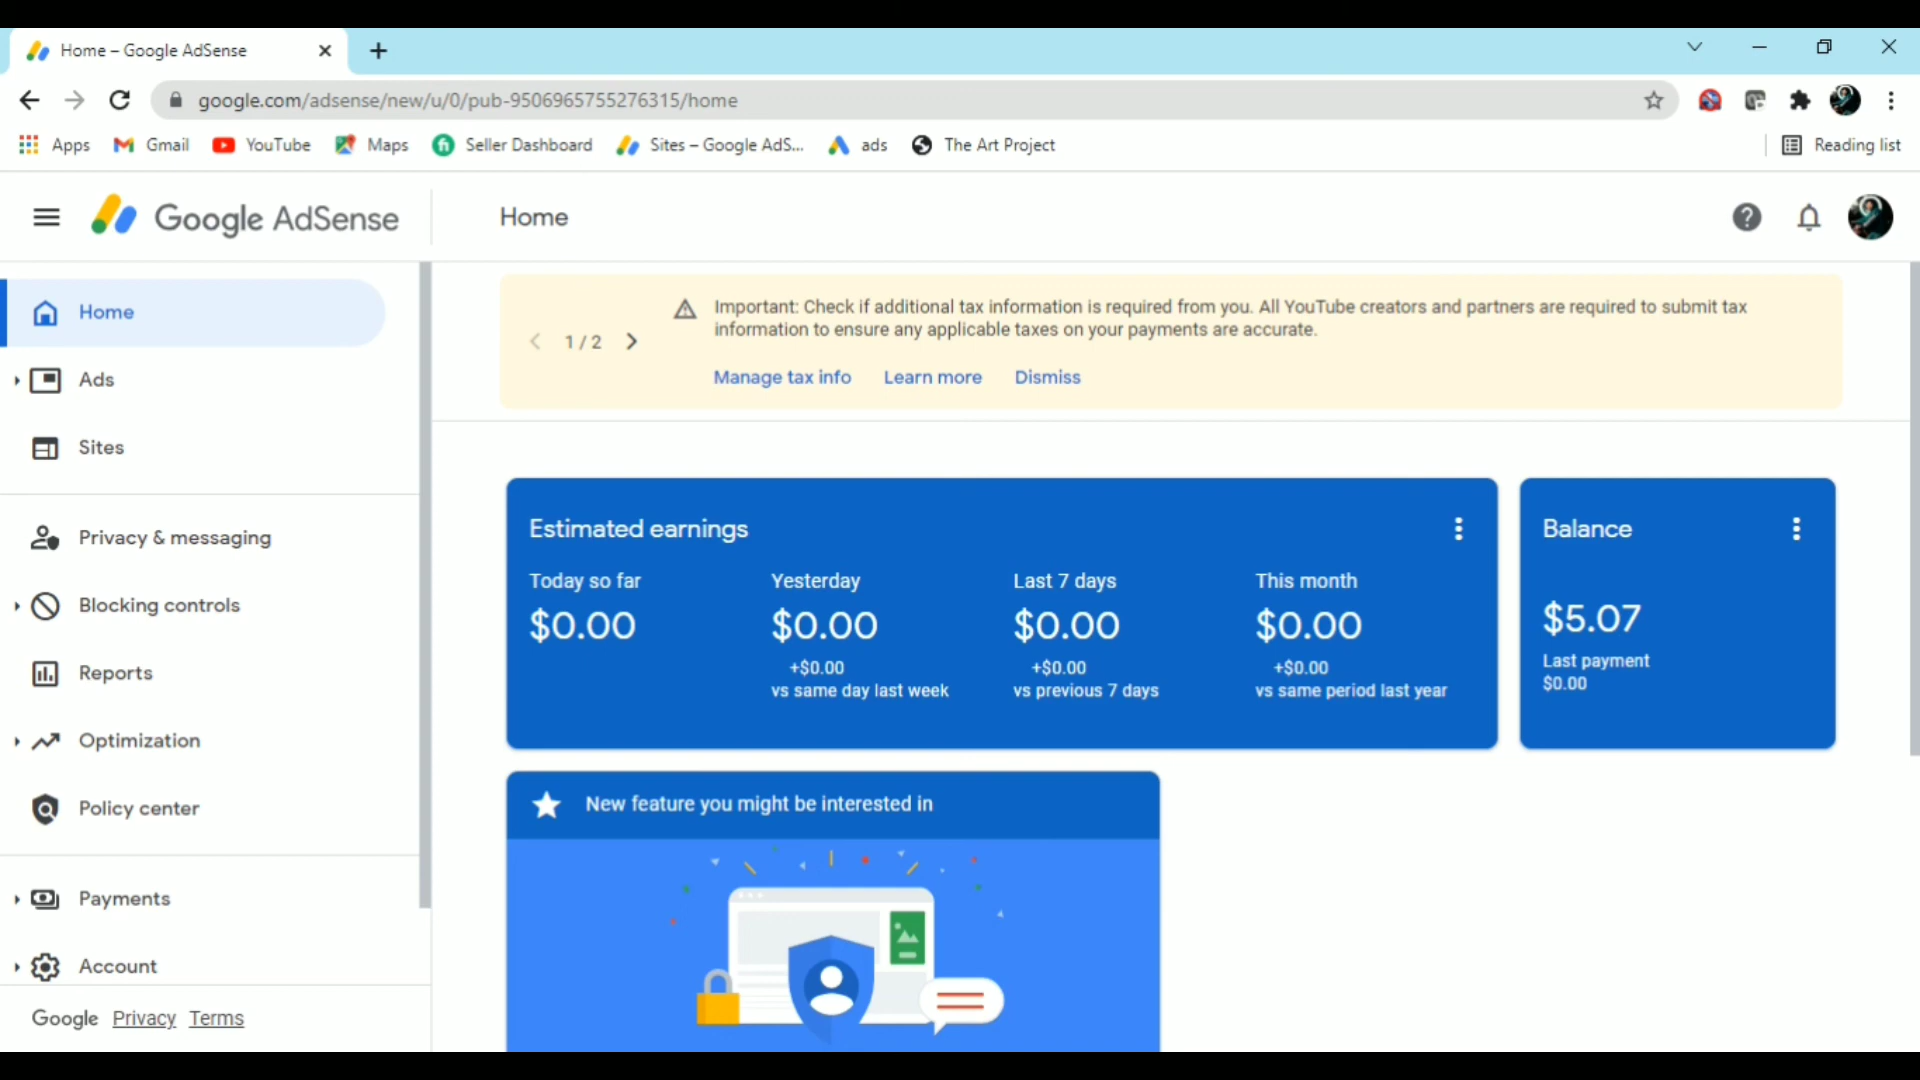 Home – Google AdSense
google.com/adsense/new/u/0/pub-9506965755276315/home
Apps Gmail YouTube Maps Seller Dashboard Sites – Google AdS... ads The Art Project Reading list
Google AdSense Home
Home
Ads
Sites
Privacy & messaging
Blocking controls
Reports
Optimization
Policy center
Payments
Account
Google Privacy Terms
1 / 2
Important: Check if additional tax information is required from you. All YouTube creators and partners are required to submit tax
information to ensure any applicable taxes on your payments are accurate.
Manage tax info Learn more Dismiss
Estimated earnings
Today so far Yesterday Last 7 days This month
$0.00 $0.00 $0.00 $0.00
+$0.00 +$0.00 +$0.00
vs same day last week vs previous 7 days vs same period last year
Balance
$5.07
Last payment
$0.00
New feature you might be interested in